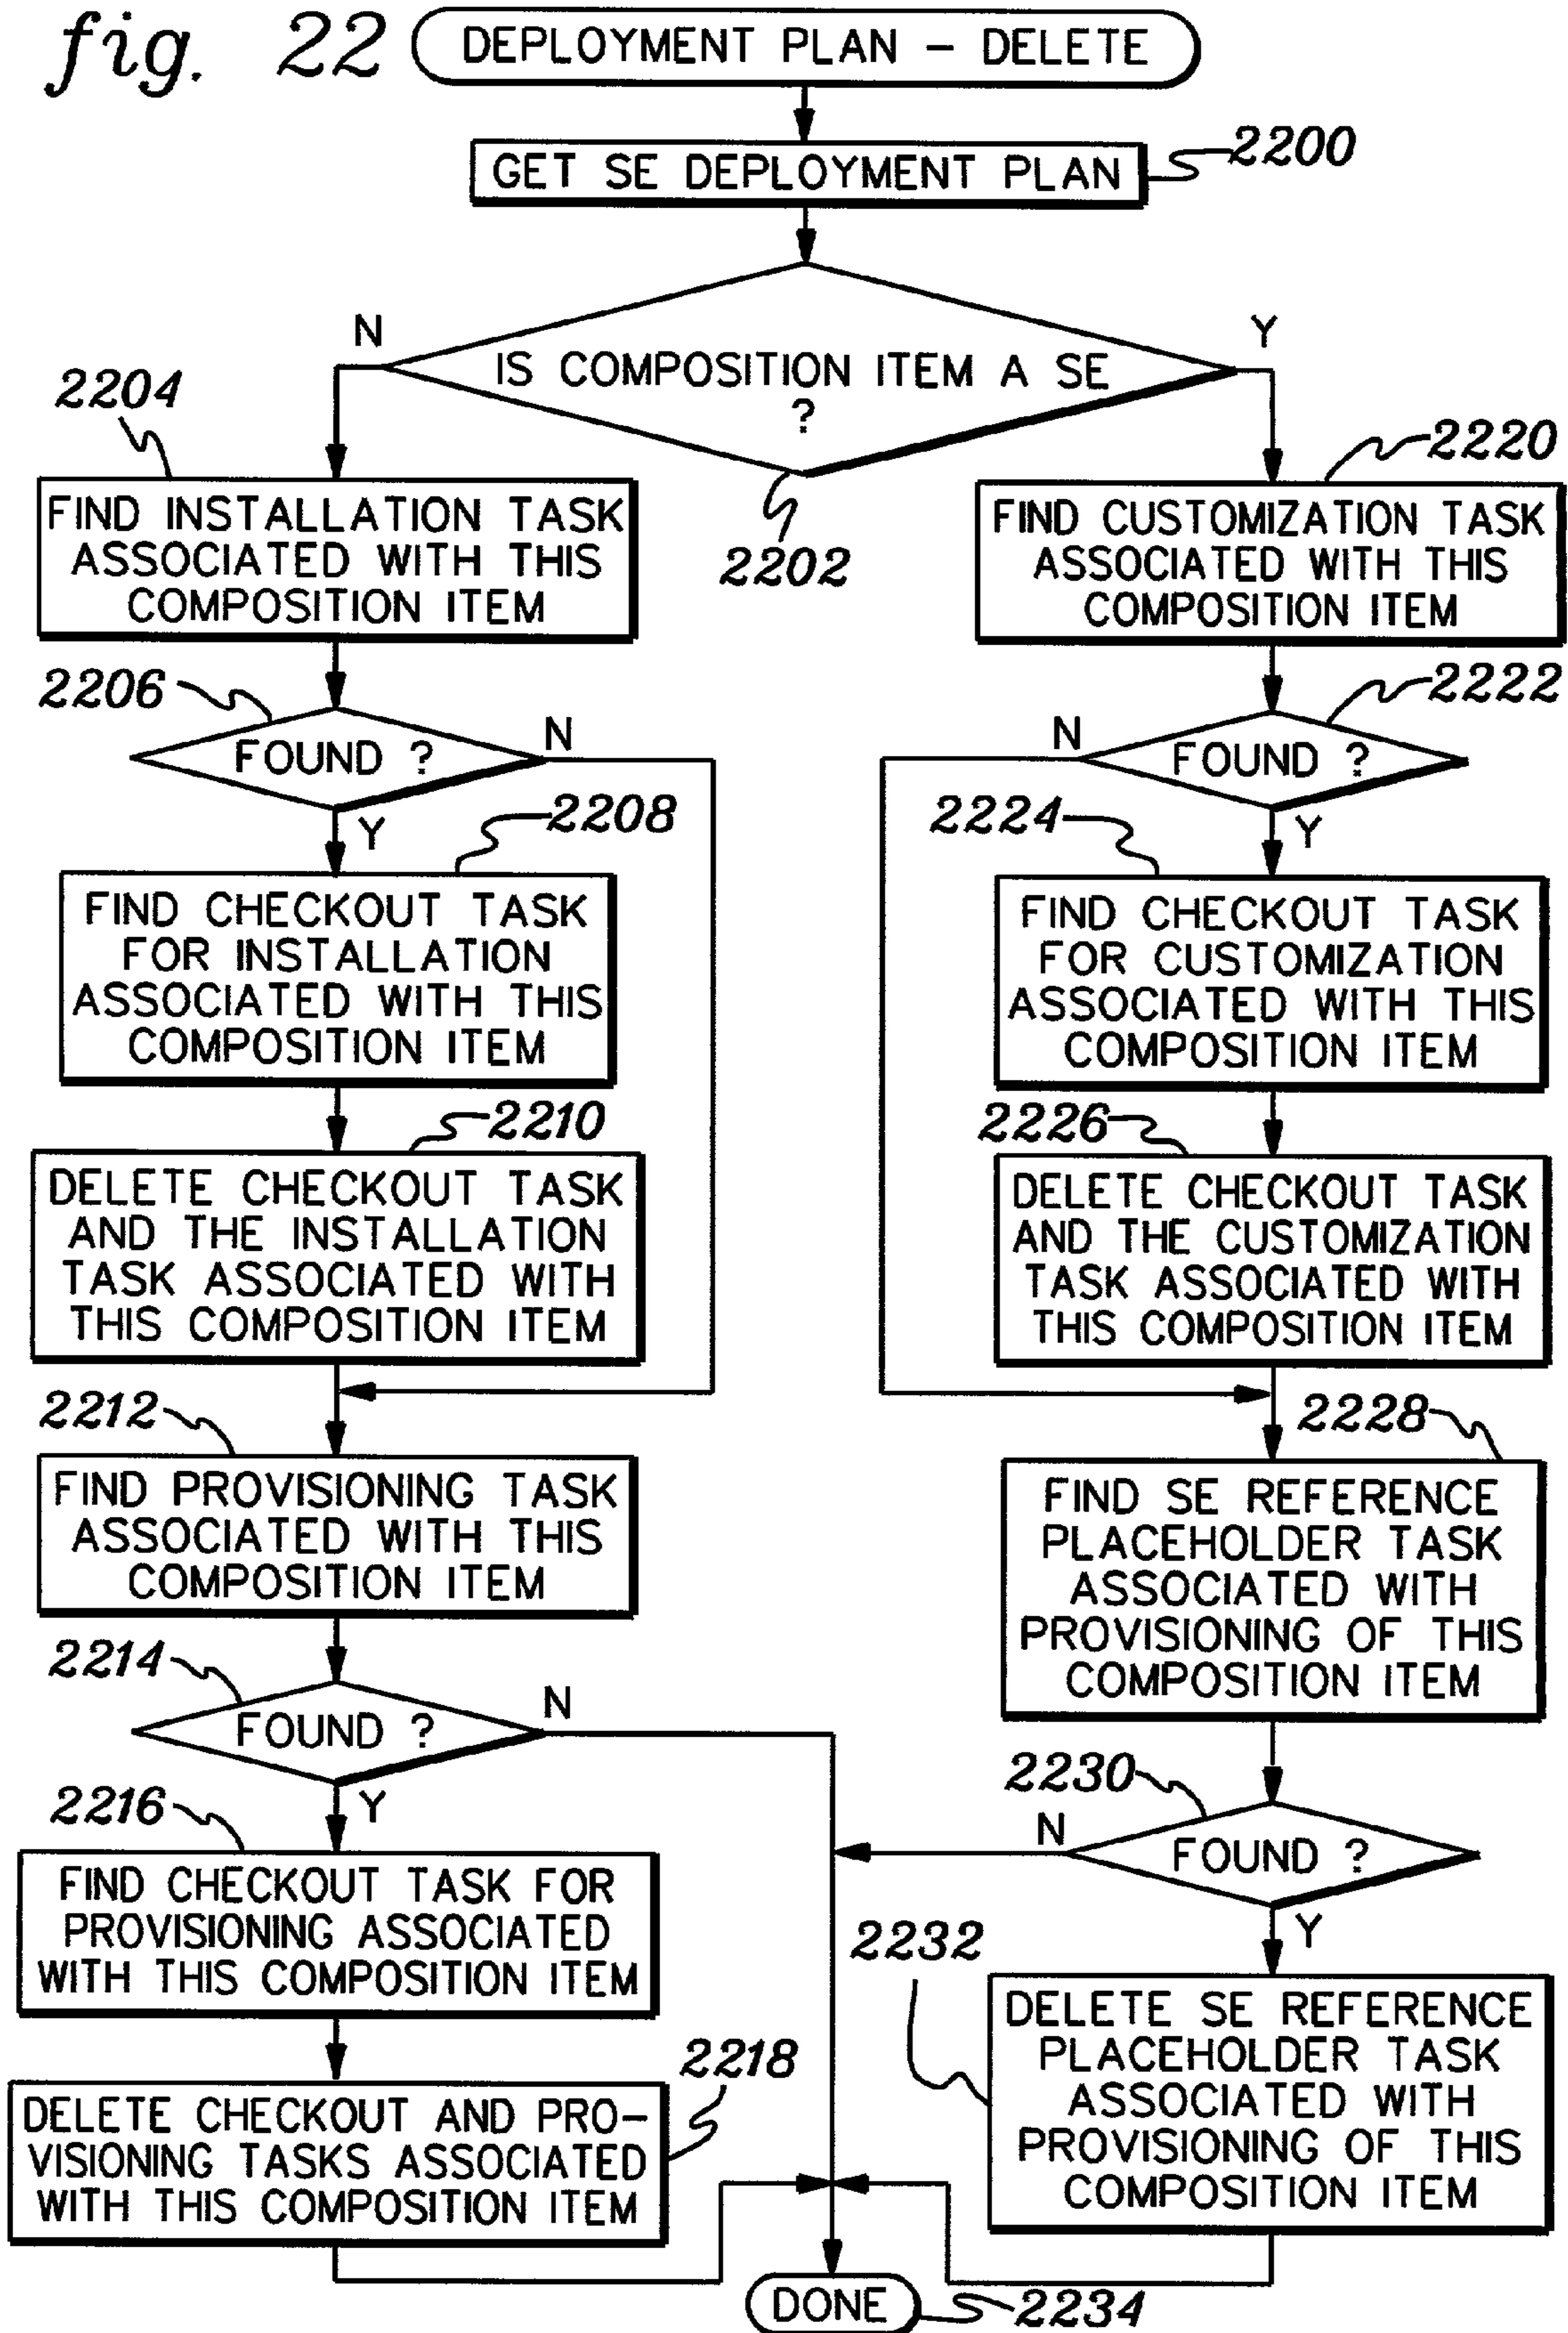 fig. 22
DEPLOYMENT PLAN – DELETE
GET SE DEPLOYMENT PLAN
2200
IS COMPOSITION ITEM A SE
?
N
Y
2202
2204
FIND INSTALLATION TASK
ASSOCIATED WITH THIS
COMPOSITION ITEM
2206
FOUND ?
N
Y
2208
FIND CHECKOUT TASK
FOR INSTALLATION
ASSOCIATED WITH THIS
COMPOSITION ITEM
2210
DELETE CHECKOUT TASK
AND THE INSTALLATION
TASK ASSOCIATED WITH
THIS COMPOSITION ITEM
2212
FIND PROVISIONING TASK
ASSOCIATED WITH THIS
COMPOSITION ITEM
2214
FOUND ?
N
Y
2216
FIND CHECKOUT TASK FOR
PROVISIONING ASSOCIATED
WITH THIS COMPOSITION ITEM
2218
DELETE CHECKOUT AND PRO-
VISIONING TASKS ASSOCIATED
WITH THIS COMPOSITION ITEM
2220
FIND CUSTOMIZATION TASK
ASSOCIATED WITH THIS
COMPOSITION ITEM
2222
FOUND ?
N
Y
2224
FIND CHECKOUT TASK
FOR CUSTOMIZATION
ASSOCIATED WITH THIS
COMPOSITION ITEM
2226
DELETE CHECKOUT TASK
AND THE CUSTOMIZATION
TASK ASSOCIATED WITH
THIS COMPOSITION ITEM
2228
FIND SE REFERENCE
PLACEHOLDER TASK
ASSOCIATED WITH
PROVISIONING OF THIS
COMPOSITION ITEM
2230
FOUND ?
N
Y
2232
DELETE SE REFERENCE
PLACEHOLDER TASK
ASSOCIATED WITH
PROVISIONING OF THIS
COMPOSITION ITEM
DONE
2234